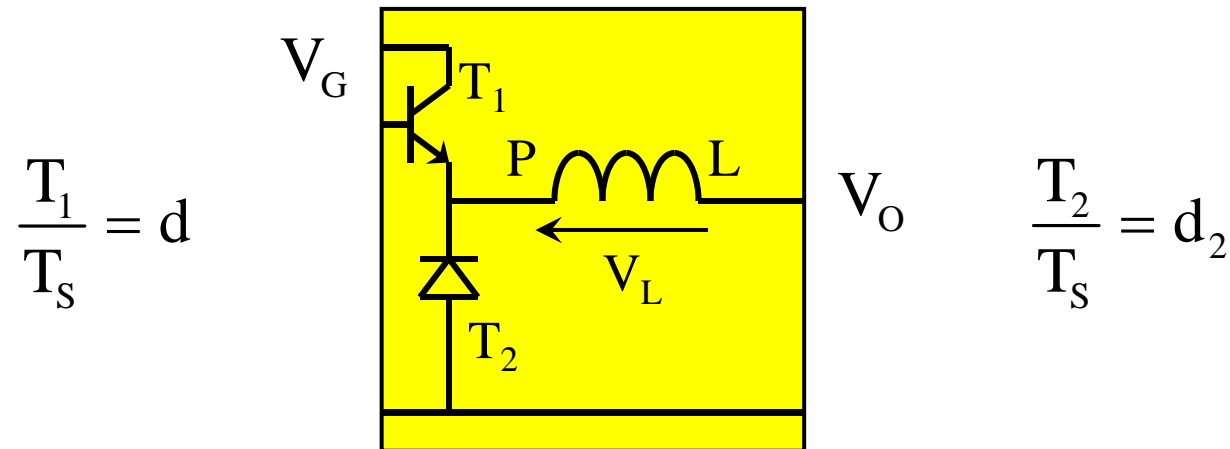 V_G
T_1
P
L
V_O
T_1/T_S = d
T_2/T_S = d_2
V_L
T_2